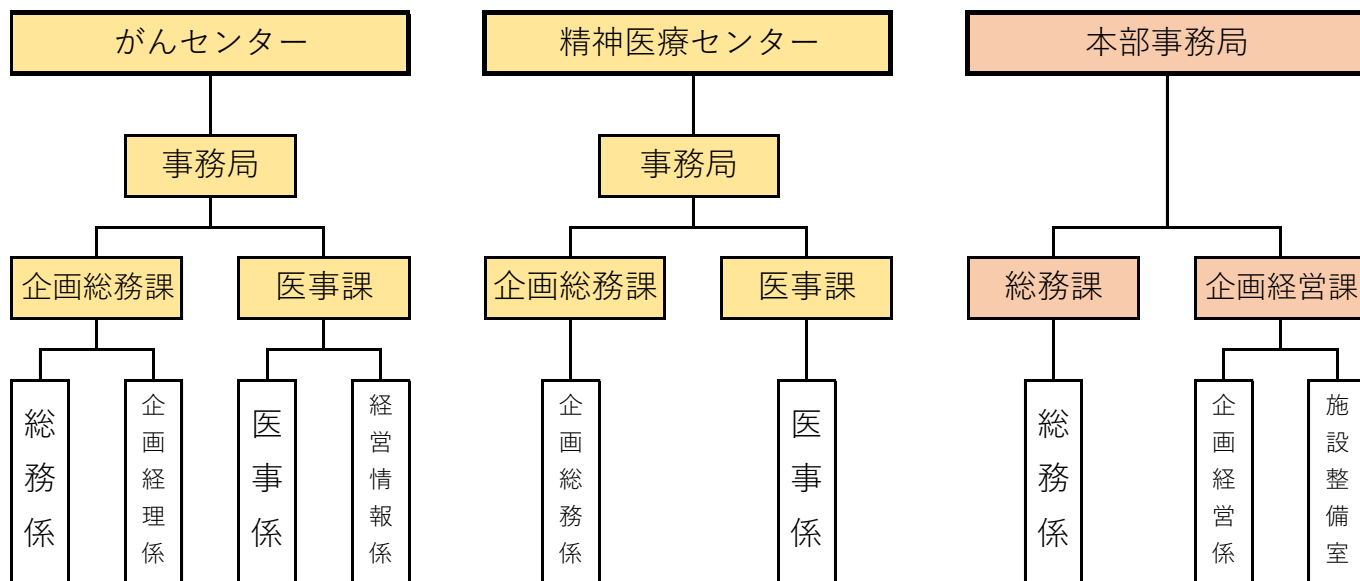 がんセンター
精神医療センター
本部事務局
事務局
事務局
企画総務課
医事課
企画総務課
医事課
総務課
企画経営課
総務係
企画経理係
医事係
経営情報係
企画総務係
医事係
総務係
企画経営係
施設整備室